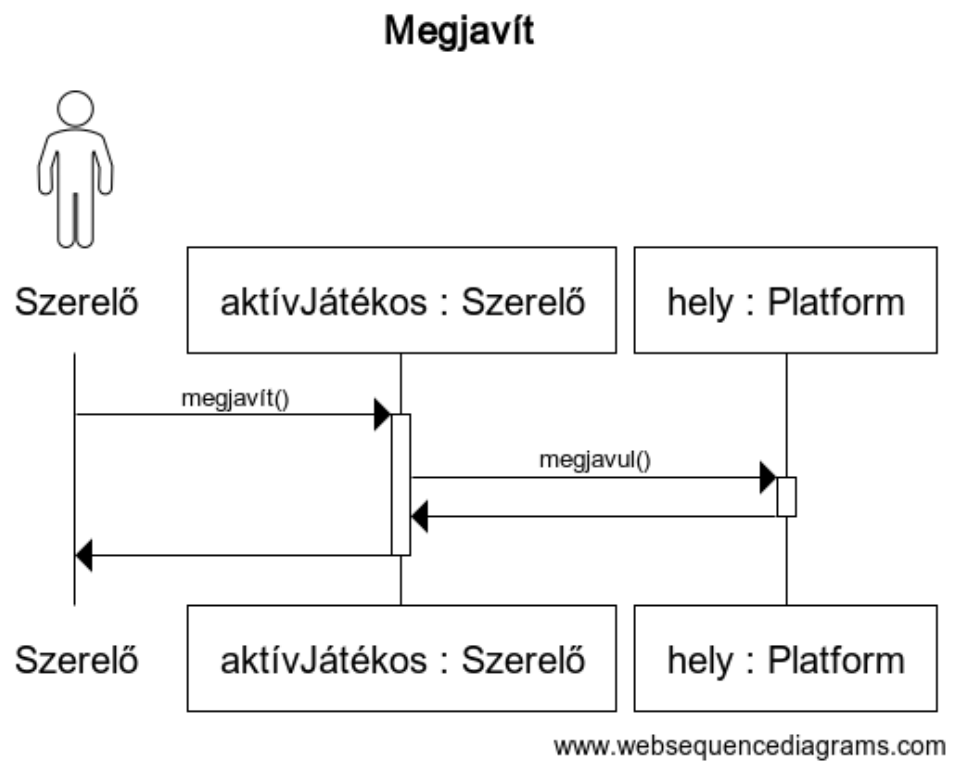 Megjavít
Szerelő
aktívJátékos : Szerelő
hely : Platform
megjavít()
megjavul()
Szerelő
aktívJátékos : Szerelő
hely : Platform
www.websequencediagrams.com